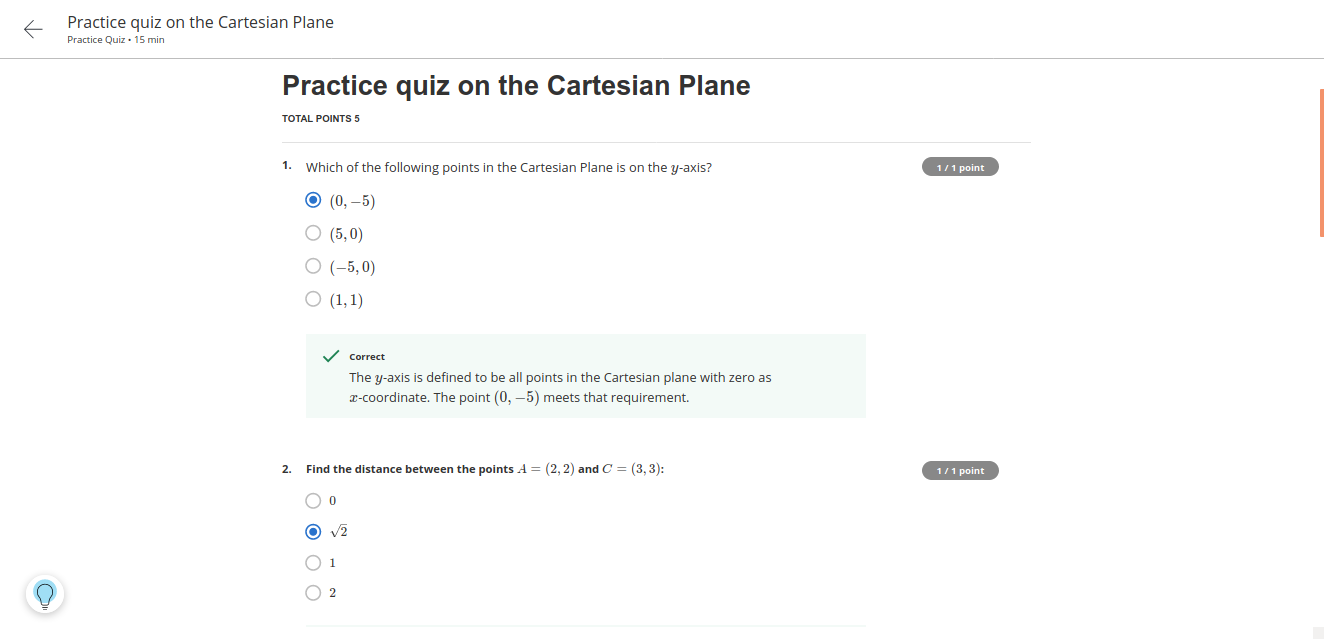 Practice quiz on the Cartesian Plane
Practice Quiz • 15 min
Practice quiz on the Cartesian Plane
TOTAL POINTS 5
1. Which of the following points in the Cartesian Plane is on the y-axis?
1 / 1 point
(0, −5)
(5, 0)
(−5, 0)
(1, 1)
Correct
The y-axis is defined to be all points in the Cartesian plane with zero as
x-coordinate. The point (0, −5) meets that requirement.
2. Find the distance between the points A = (2, 2) and C = (3, 3):
1 / 1 point
0
√2
1
2